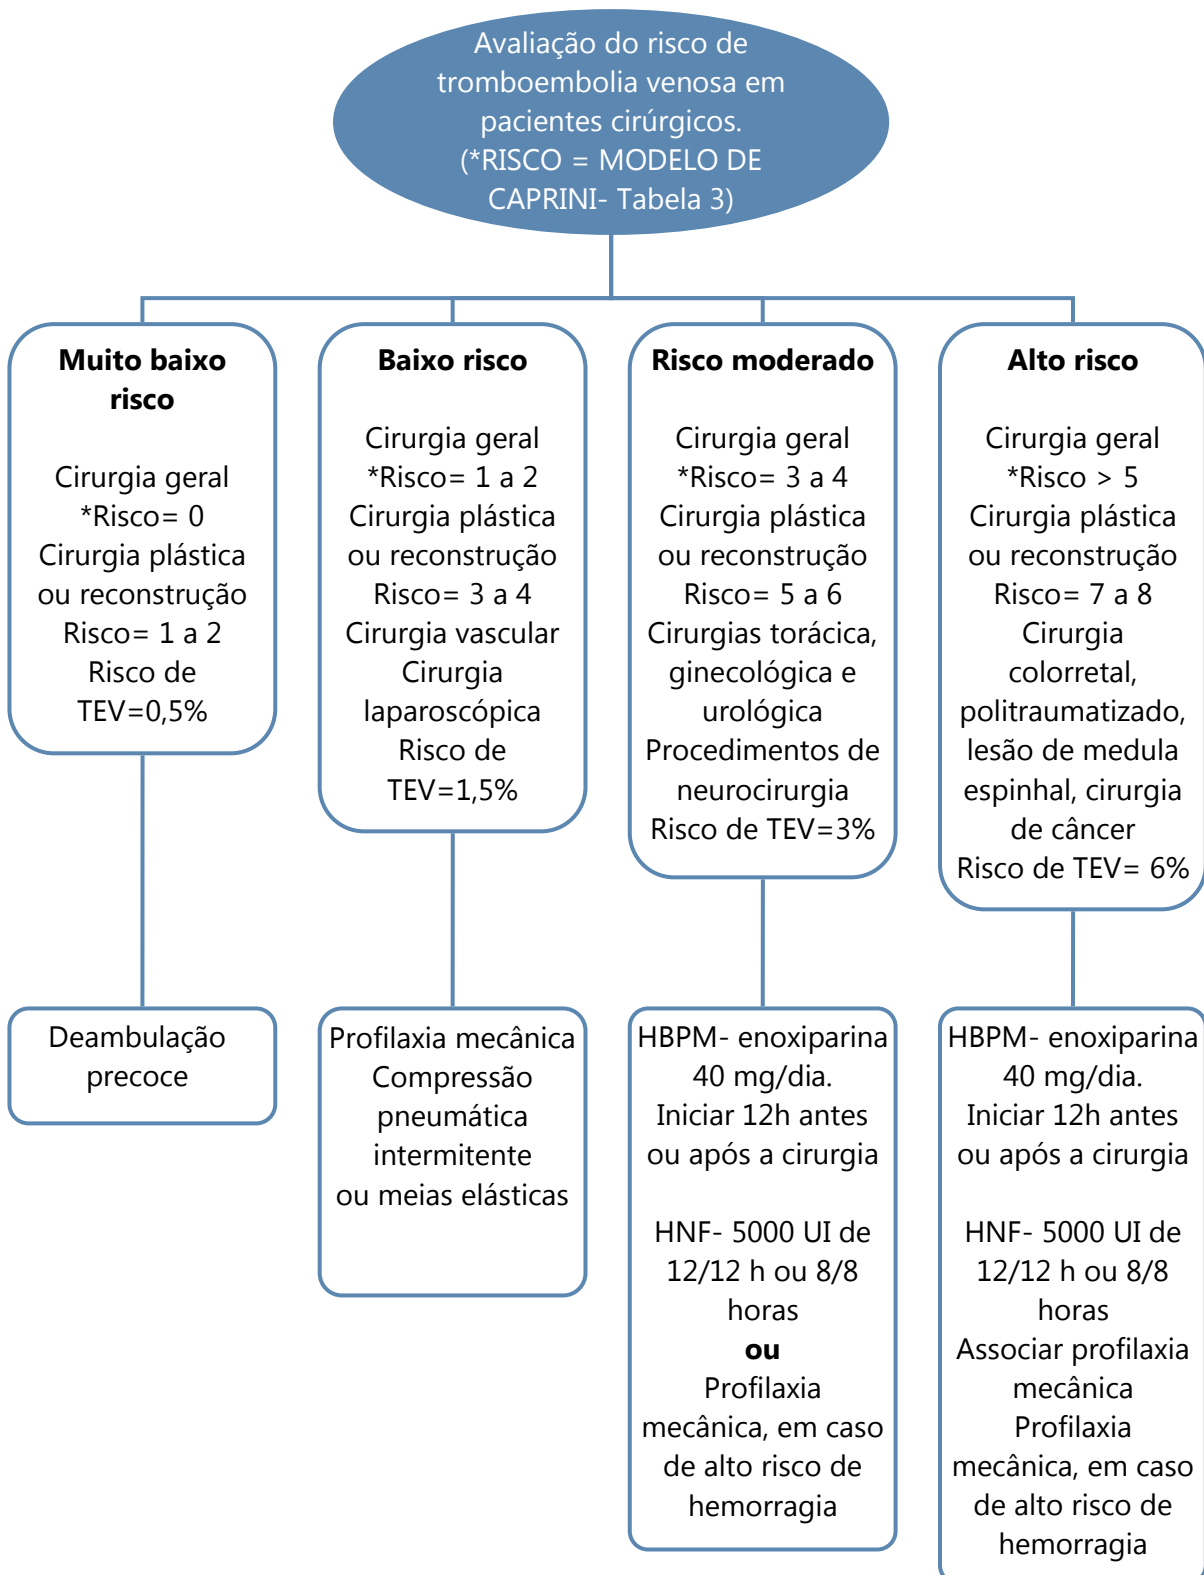 Avaliação do risco de
tromboembolia venosa em
pacientes cirúrgicos.
(*RISCO = MODELO DE
CAPRINI- Tabela 3)
Muito baixo
risco
Cirurgia geral
*Risco= 0
Cirurgia plástica
ou reconstrução
Risco= 1 a 2
Risco de
TEV=0,5%
Baixo risco
Cirurgia geral
*Risco= 1 a 2
Cirurgia plástica
ou reconstrução
Risco= 3 a 4
Cirurgia vascular
Cirurgia
laparoscópica
Risco de
TEV=1,5%
Risco moderado
Cirurgia geral
*Risco= 3 a 4
Cirurgia plástica
ou reconstrução
Risco= 5 a 6
Cirurgias torácica,
ginecológica e
urológica
Procedimentos de
neurocirurgia
Risco de TEV=3%
Alto risco
Cirurgia geral
*Risco > 5
Cirurgia plástica
ou reconstrução
Risco= 7 a 8
Cirurgia
colorretal,
politraumatizado,
lesão de medula
espinhal, cirurgia
de câncer
Risco de TEV= 6%
Deambulação
precoce
Profilaxia mecânica
Compressão
pneumática
intermitente
ou meias elásticas
HBPM- enoxiparina
40 mg/dia.
Iniciar 12h antes
ou após a cirurgia
HNF- 5000 UI de
12/12 h ou 8/8
horas
ou
Profilaxia
mecânica, em caso
de alto risco de
hemorragia
HBPM- enoxiparina
40 mg/dia.
Iniciar 12h antes
ou após a cirurgia
HNF- 5000 UI de
12/12 h ou 8/8
horas
Associar profilaxia
mecânica
Profilaxia
mecânica, em caso
de alto risco de
hemorragia